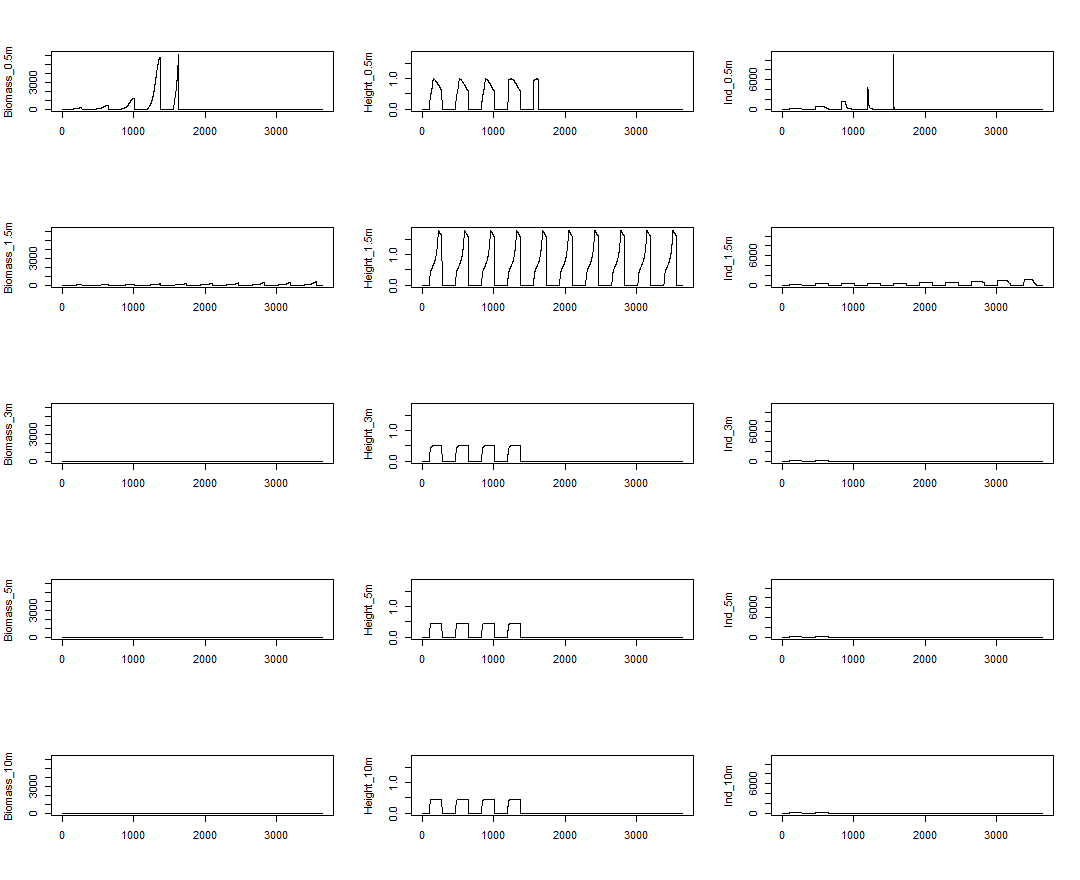 Biomass_0.5m 0 3000 0 1000 2000 3000
Height_0.5m 0.0 1.0 0 1000 2000 3000
Ind_0.5m 0 6000 0 1000 2000 3000
Biomass_1.5m 0 3000 0 1000 2000 3000
Height_1.5m 0.0 1.0 0 1000 2000 3000
Ind_1.5m 0 6000 0 1000 2000 3000
Biomass_3m 0 3000 0 1000 2000 3000
Height_3m 0.0 1.0 0 1000 2000 3000
Ind_3m 0 6000 0 1000 2000 3000
Biomass_5m 0 3000 0 1000 2000 3000
Height_5m 0.0 1.0 0 1000 2000 3000
Ind_5m 0 6000 0 1000 2000 3000
Biomass_10m 0 3000 0 1000 2000 3000
Height_10m 0.0 1.0 0 1000 2000 3000
Ind_10m 0 6000 0 1000 2000 3000